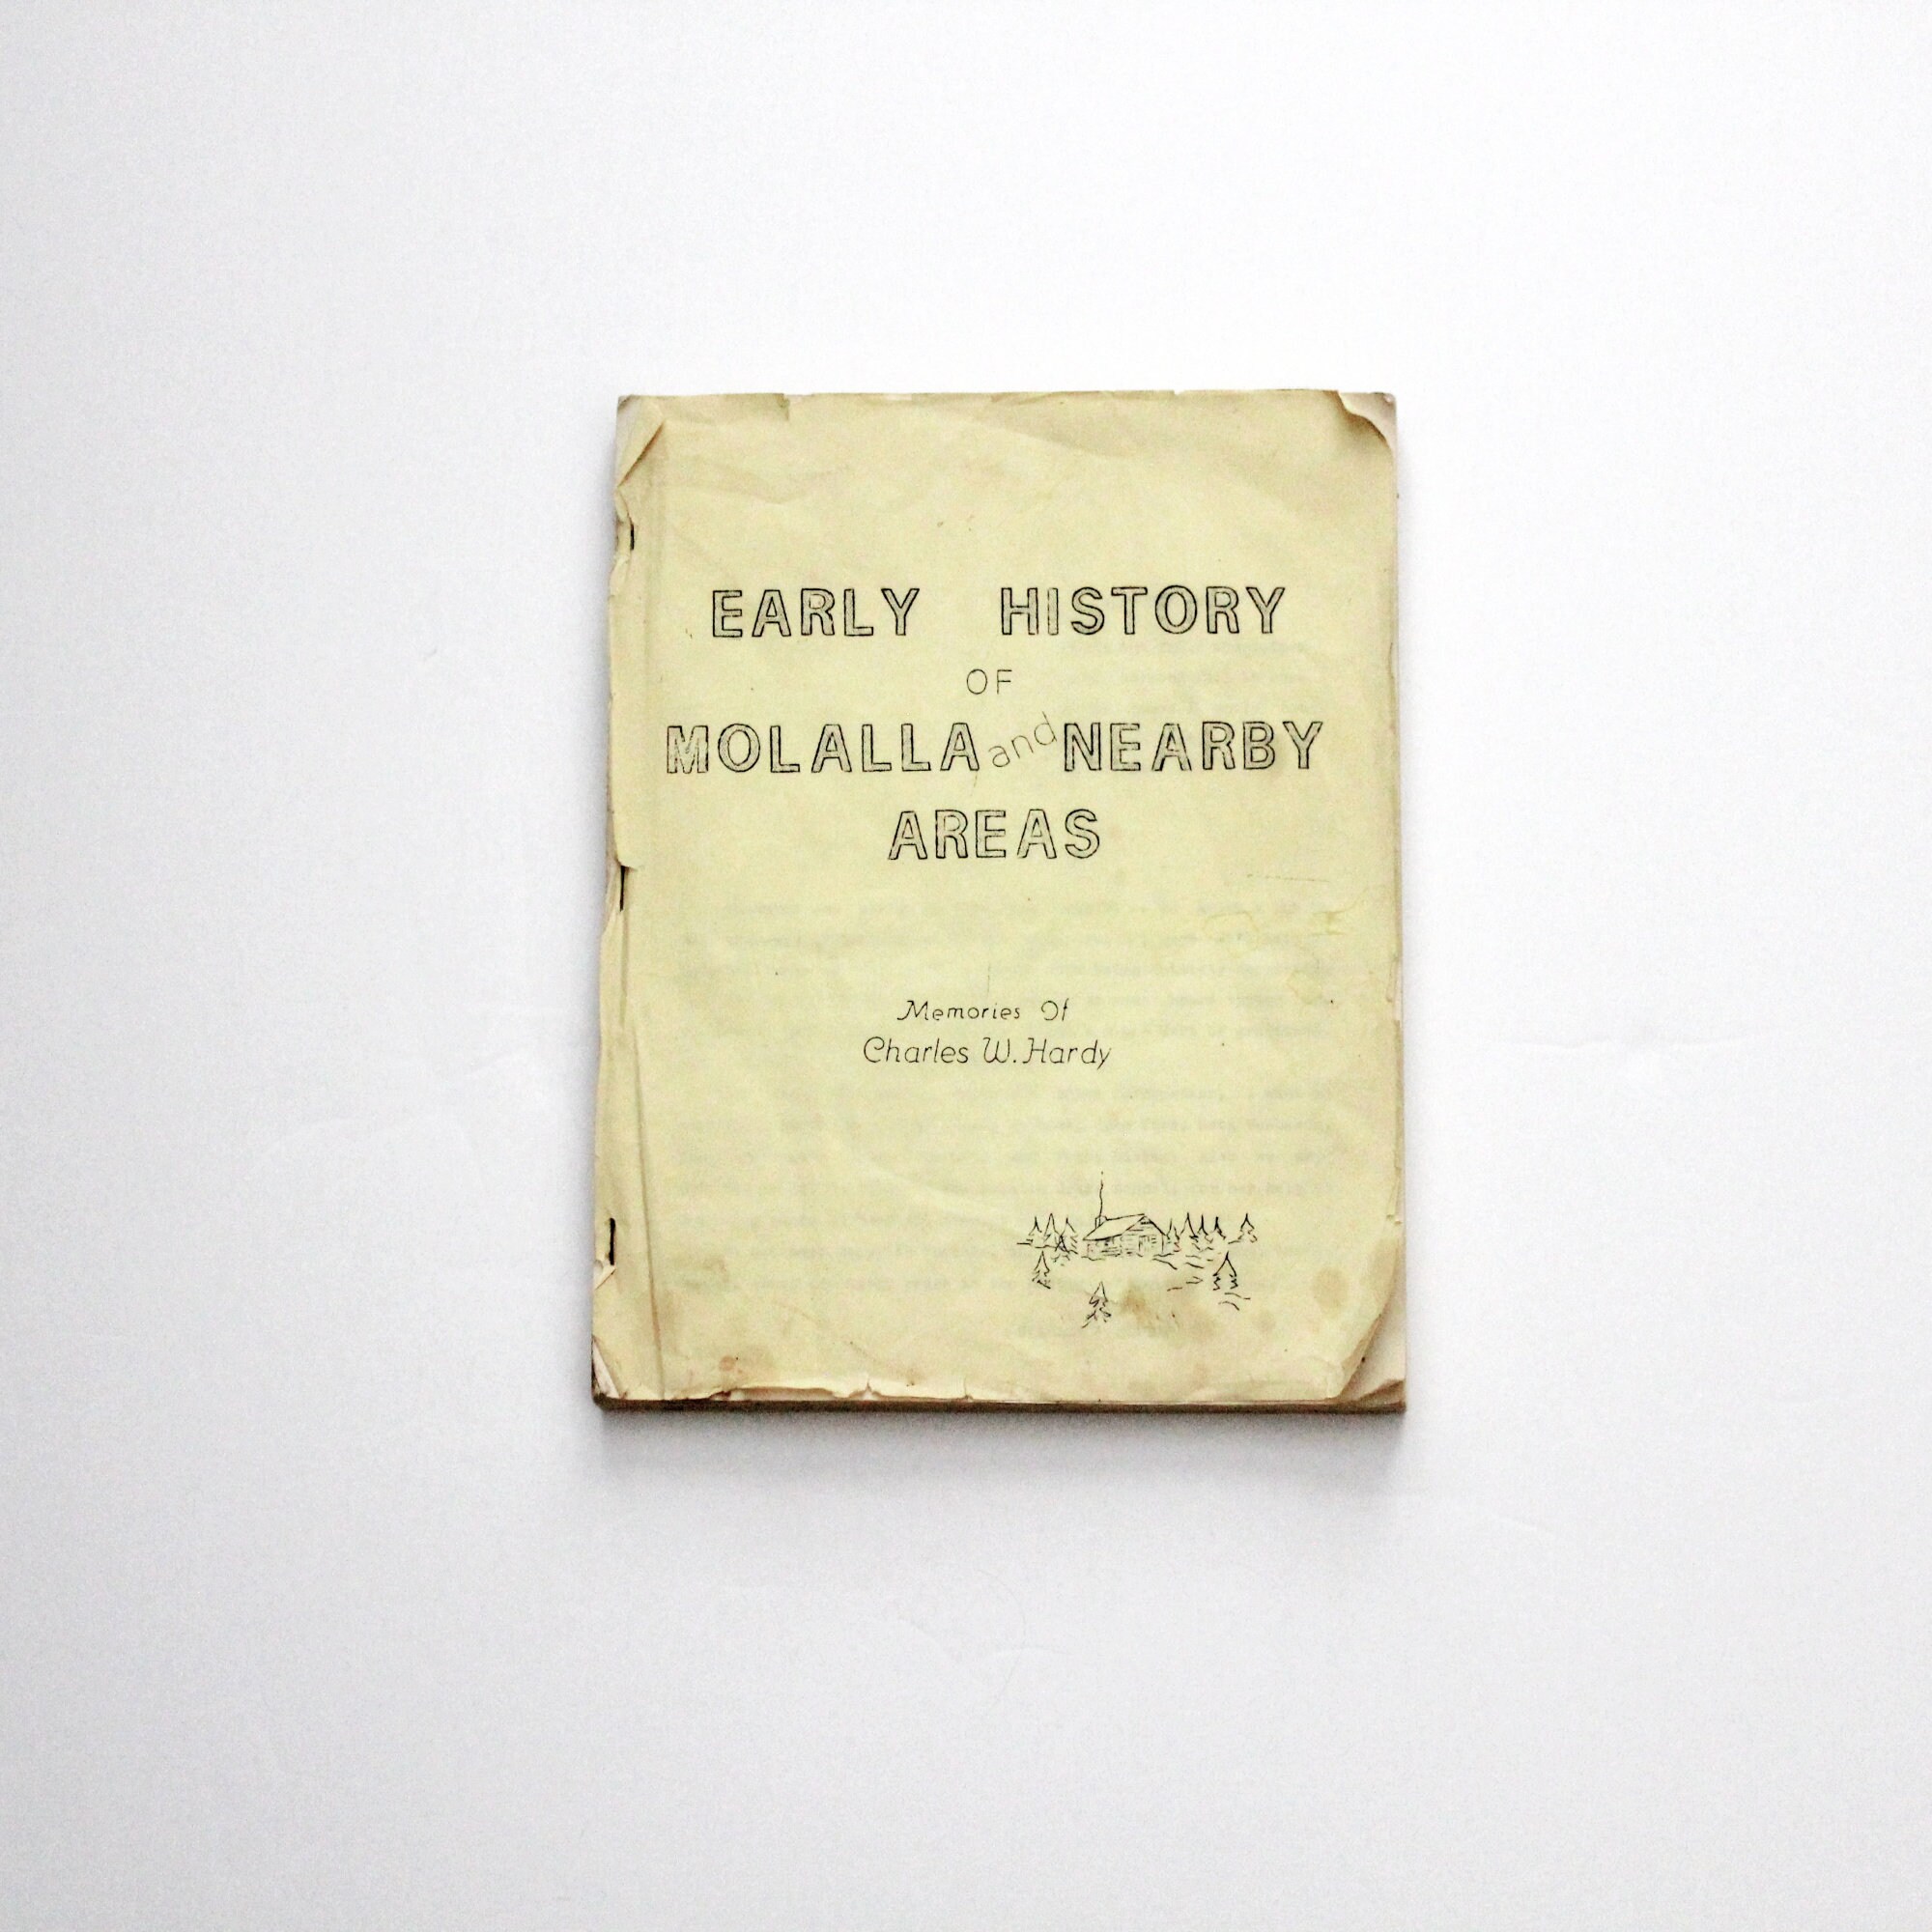 EARLY HISTORY
OF
MOLALLA and NEARBY
AREAS
Memories Of
Charles W. Hardy